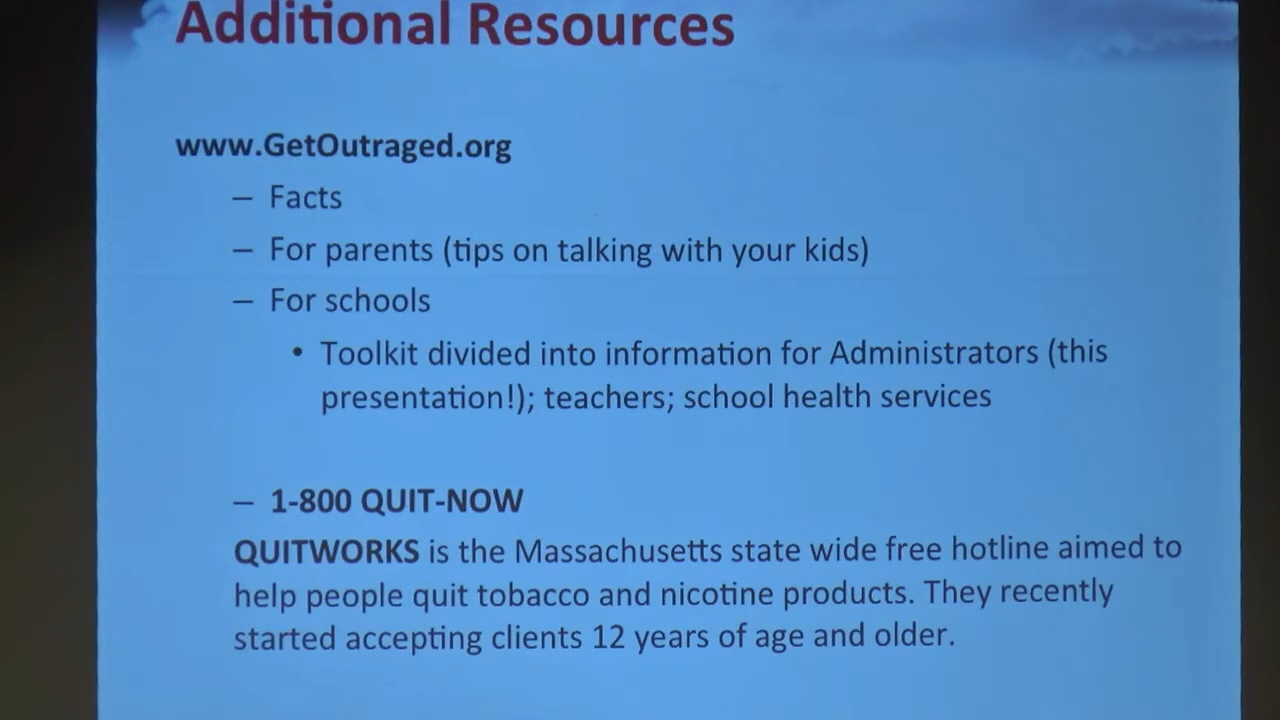 Additional Resources
www.GetOutraged.org
– Facts
– For parents (tips on talking with your kids)
– For schools
• Toolkit divided into information for Administrators (this
presentation!); teachers; school health services
– 1-800 QUIT-NOW
QUITWORKS is the Massachusetts state wide free hotline aimed to
help people quit tobacco and nicotine products. They recently
started accepting clients 12 years of age and older.